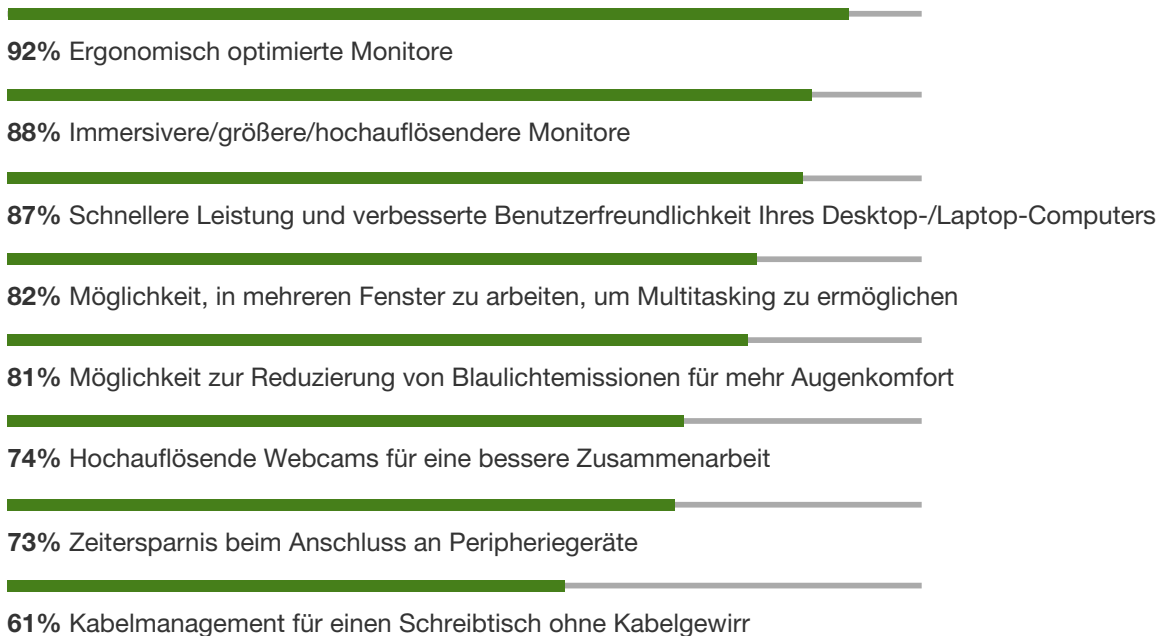 92% Ergonomisch optimierte Monitore
88% Immersivere/größere/hochauflösendere Monitore
87% Schnellere Leistung und verbesserte Benutzerfreundlichkeit Ihres Desktop-/Laptop-Computers
82% Möglichkeit, in mehreren Fenster zu arbeiten, um Multitasking zu ermöglichen
81% Möglichkeit zur Reduzierung von Blaulichtemissionen für mehr Augenkomfort
74% Hochauflösende Webcams für eine bessere Zusammenarbeit
73% Zeitersparnis beim Anschluss an Peripheriegeräte
61% Kabelmanagement für einen Schreibtisch ohne Kabelgewirr